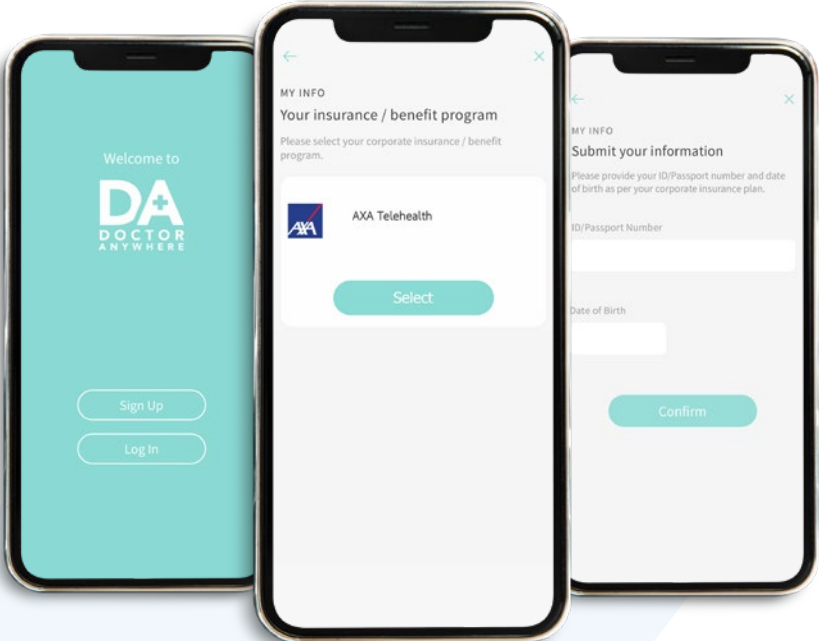 Welcome to
DA
DOCTOR
ANYWHERE
Sign Up
Log In
MY INFO
Your insurance / benefit program
Please select your corporate insurance / benefit
program.
AXA
AXA Telehealth
Select
MY INFO
Submit your information
Please provide your ID/Passport number and date
of birth as per your corporate insurance plan.
ID/Passport Number
Date of Birth
Confirm